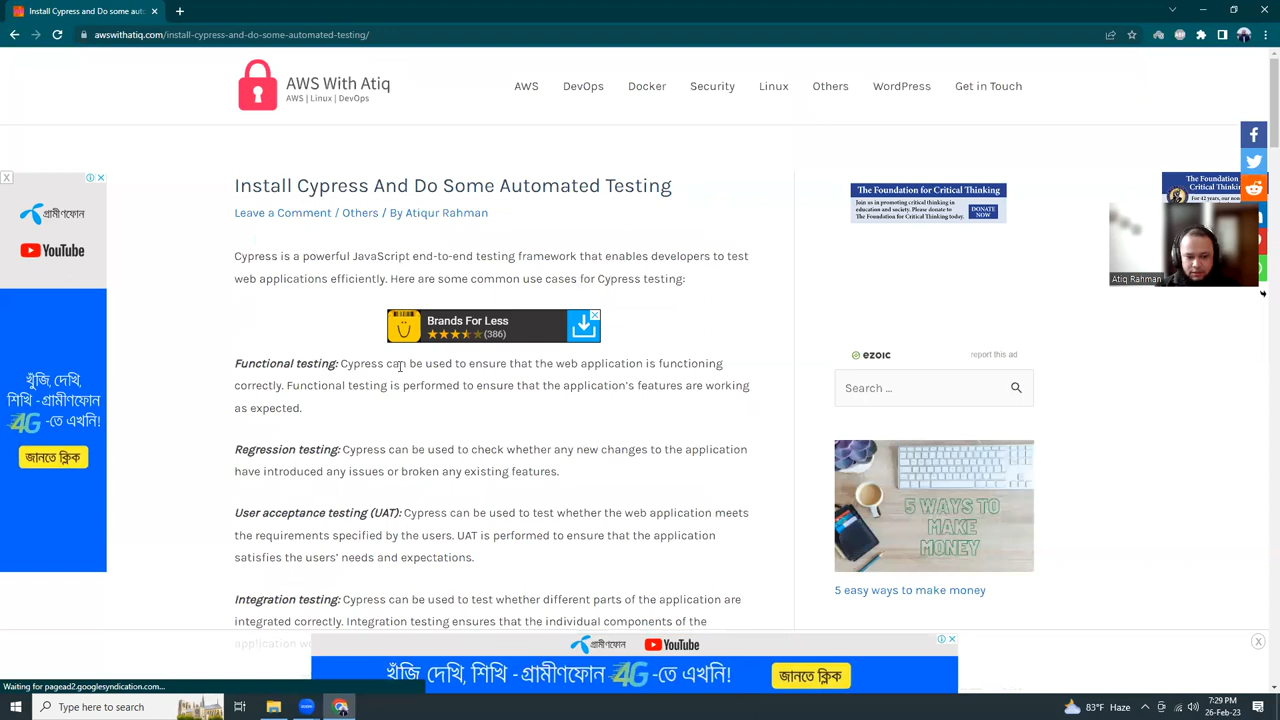 Install Cypress And Do Some Auto
awswithatiq.com/install-cypress-and-do-some-automated-testing/
AWS With Atiq
AWS | Linux | DevOps
AWS
DevOps
Docker
Security
Linux
Others
WordPress
Get in Touch
গ্রামীণফোন
YouTube
খুঁজি, দেখি,
শিখি -গ্রামীণফোন
4G -তে এখনি!
জানতে ক্লিক
Install Cypress And Do Some Automated Testing
Leave a Comment / Others / By Atiqur Rahman
Cypress is a powerful JavaScript end-to-end testing framework that enables developers to test
web applications efficiently. Here are some common use cases for Cypress testing:
Brands For Less
(386)
Functional testing: Cypress can be used to ensure that the web application is functioning
correctly. Functional testing is performed to ensure that the application's features are working
as expected.
Regression testing: Cypress can be used to check whether any new changes to the application
have introduced any issues or broken any existing features.
User acceptance testing (UAT): Cypress can be used to test whether the web application meets
the requirements specified by the users. UAT is performed to ensure that the application
satisfies the users' needs and expectations.
Integration testing: Cypress can be used to test whether different parts of the application are
integrated correctly. Integration testing ensures that the individual components of the
application
The Foundation for Critical Thinking
Join us in promoting critical thinking in
education and society. Please donate to
The Foundation for Critical Thinking today.
DONATE
NOW
ezoic
report this ad
Search ...
5 WAYS TO
MAKE
MONEY
5 easy ways to make money
The Foundation
Critical Thinking
For 42 years, our
Atiq Rahman
গ্রামীণফোন
YouTube
খুঁজি দেখি, শিখি -গ্রামীণফোন 4G -তে এখনি!
জানতে ক্লিক
Waiting for pagead2.googlesyndication.com...
Type here to search
83°F Haze
7:29 PM
26-Feb-23